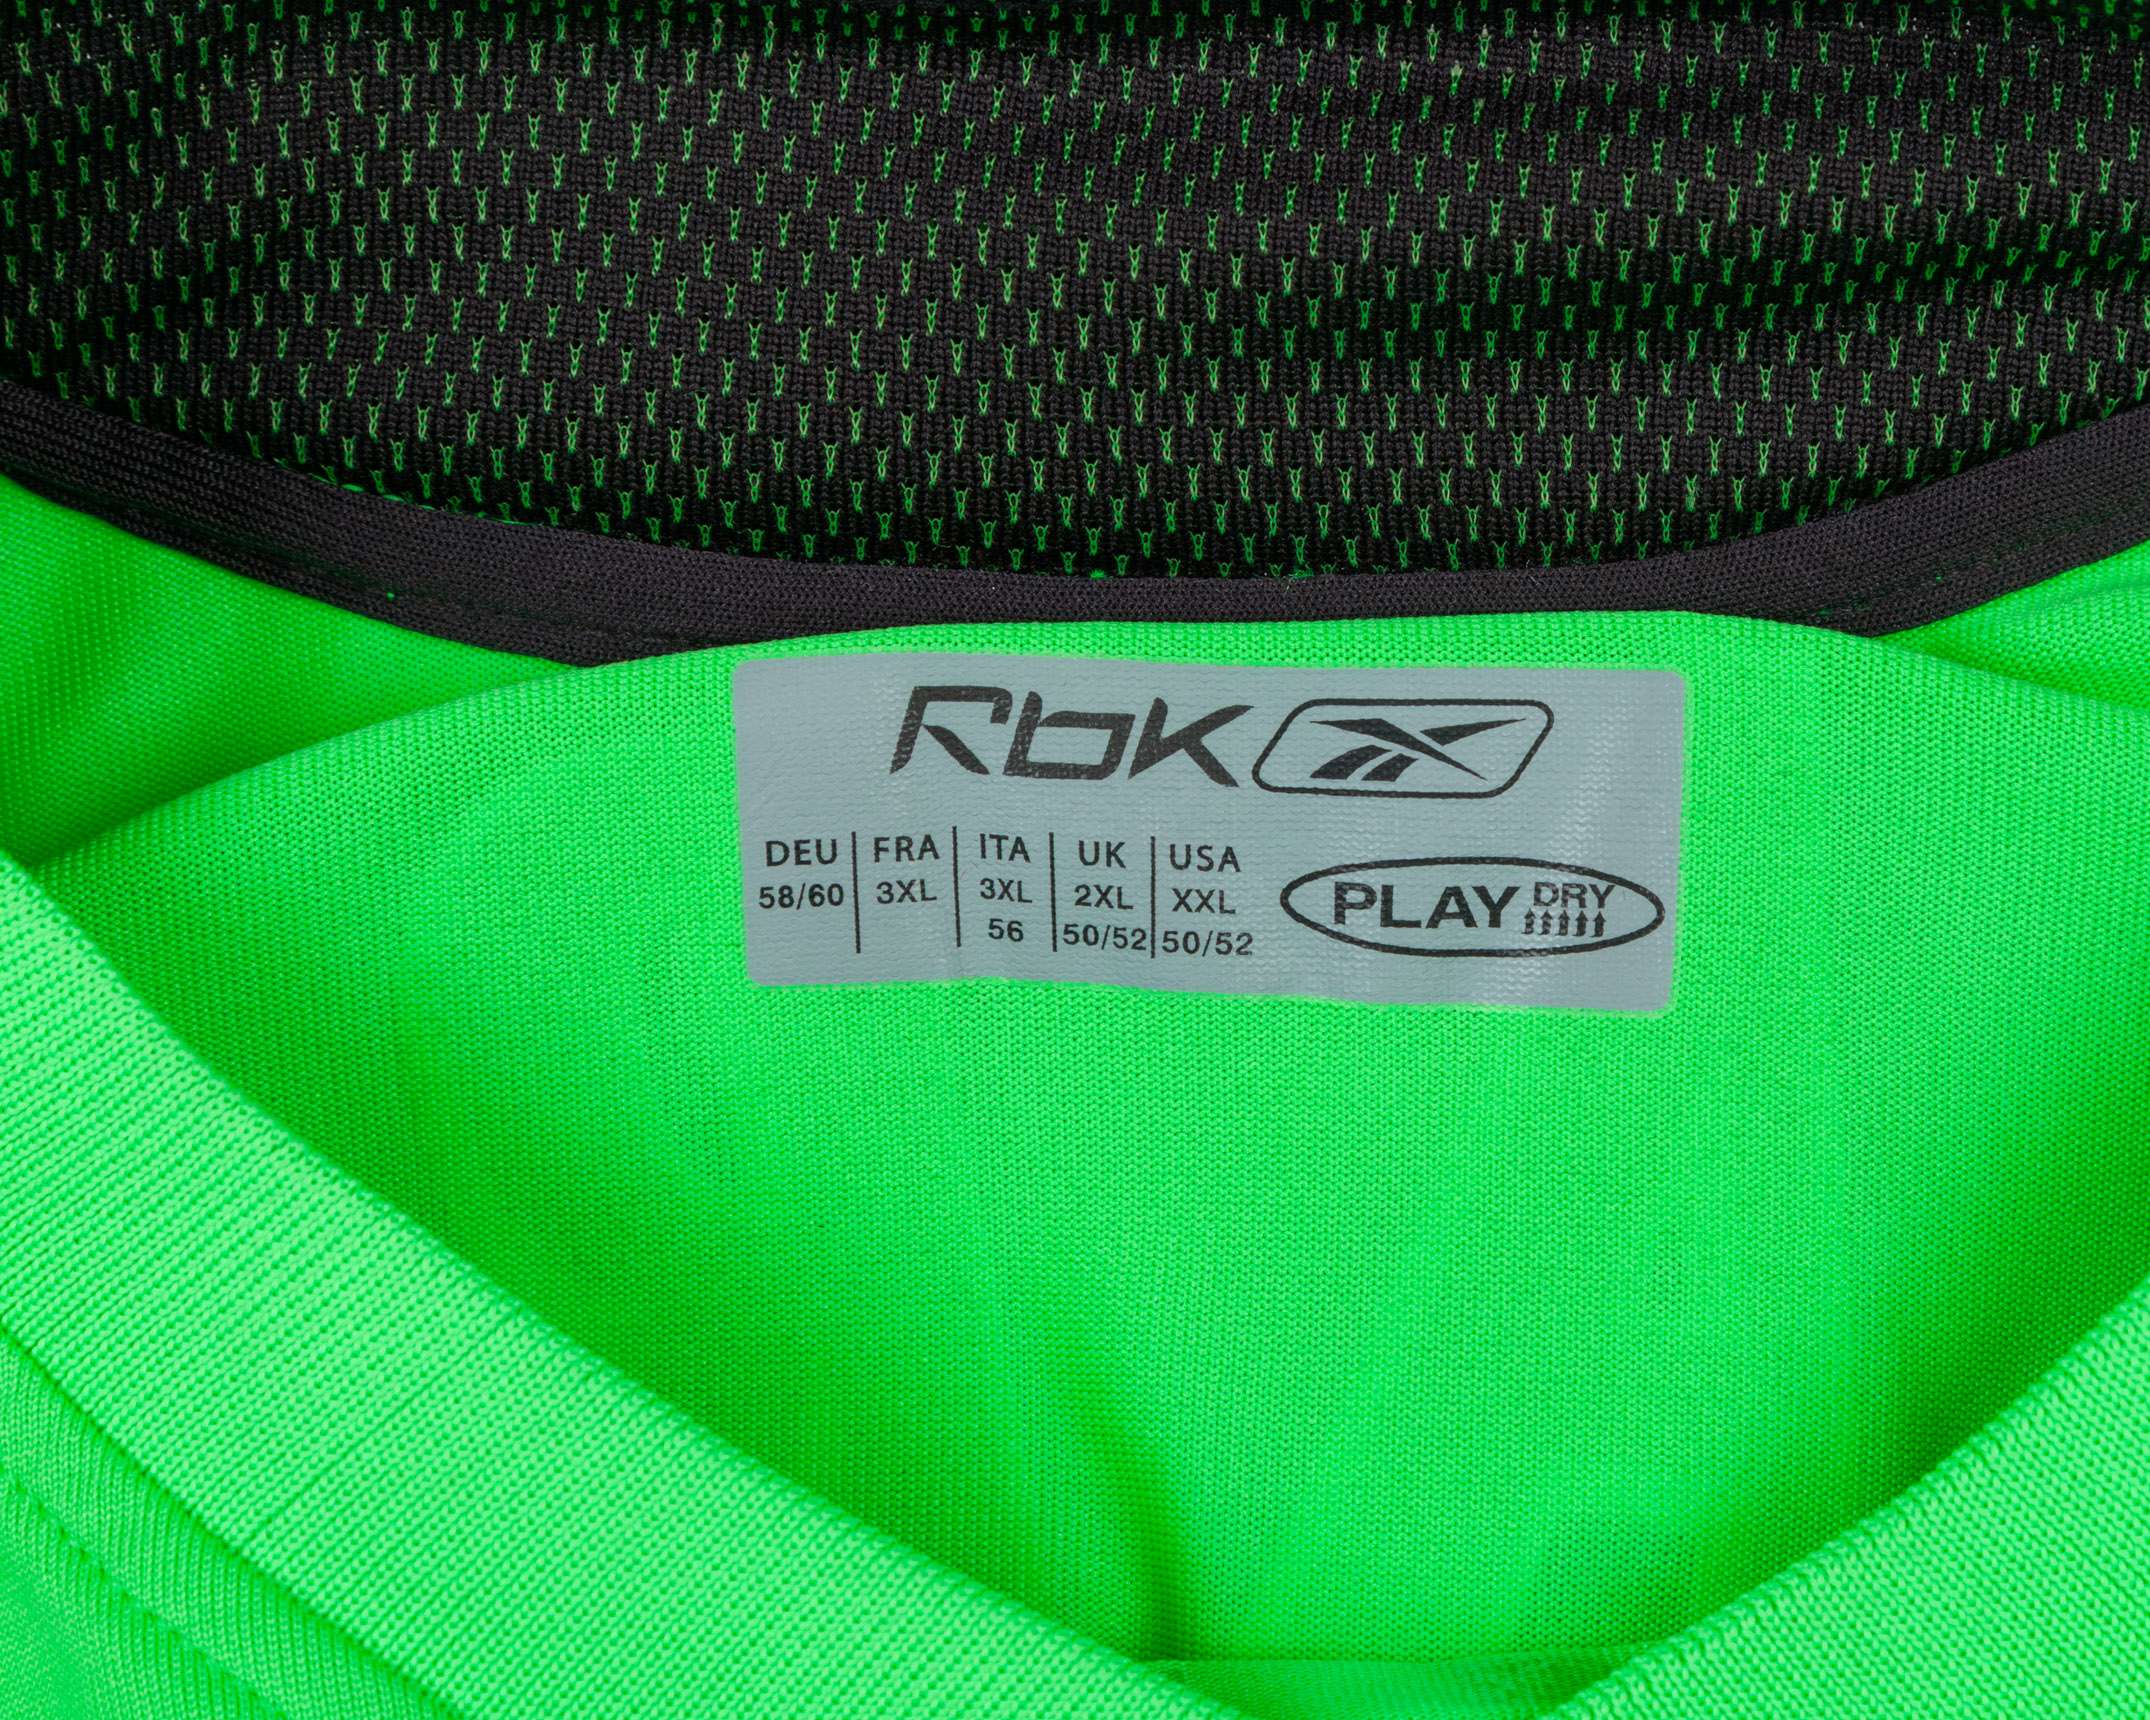 Rbk
DEU FRA ITA UK USA
58/60 3XL 3XL 2XL XXL
56 50/52 50/52
PLAY DRY